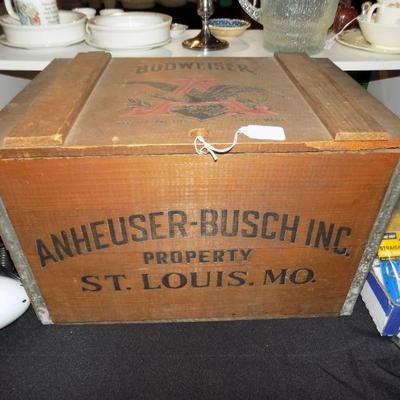 BUDWEISER
ANHEUSER-BUSCH INC.
PROPERTY
ST. LOUIS. MO.